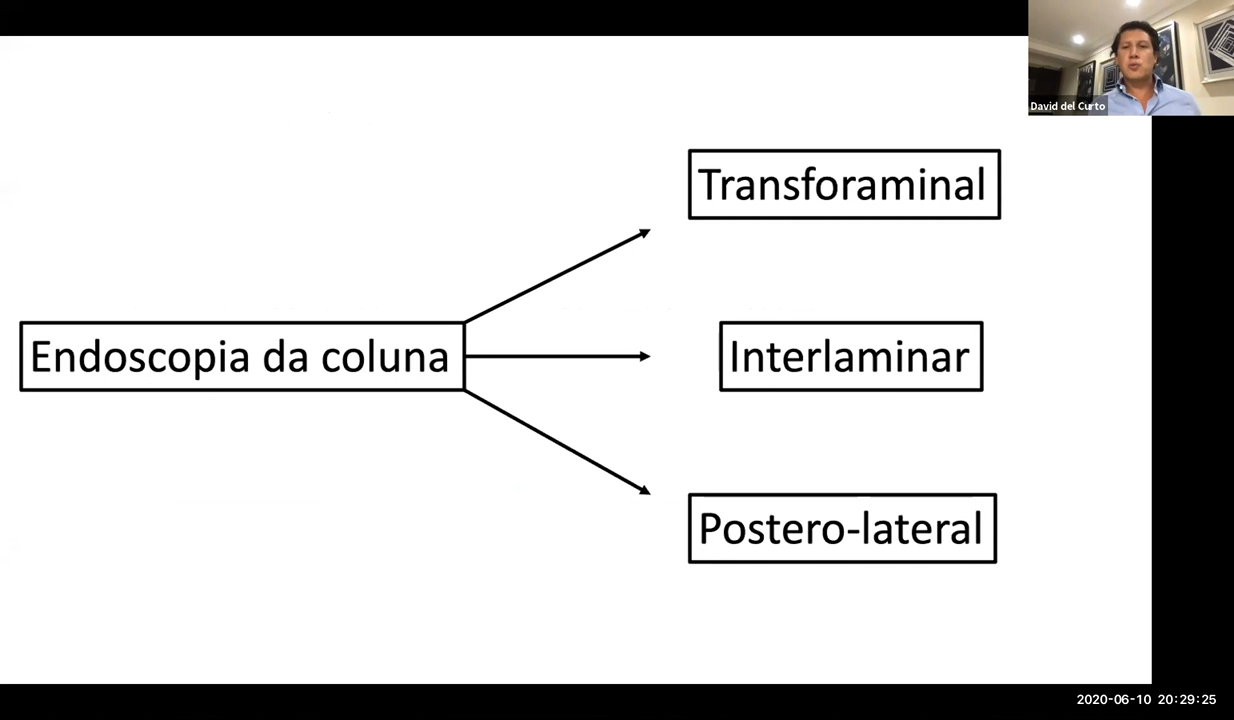 David del Curto
Transforaminal
Endoscopia da coluna
Interlaminar
Postero-lateral
2020-06-10 20:29:25